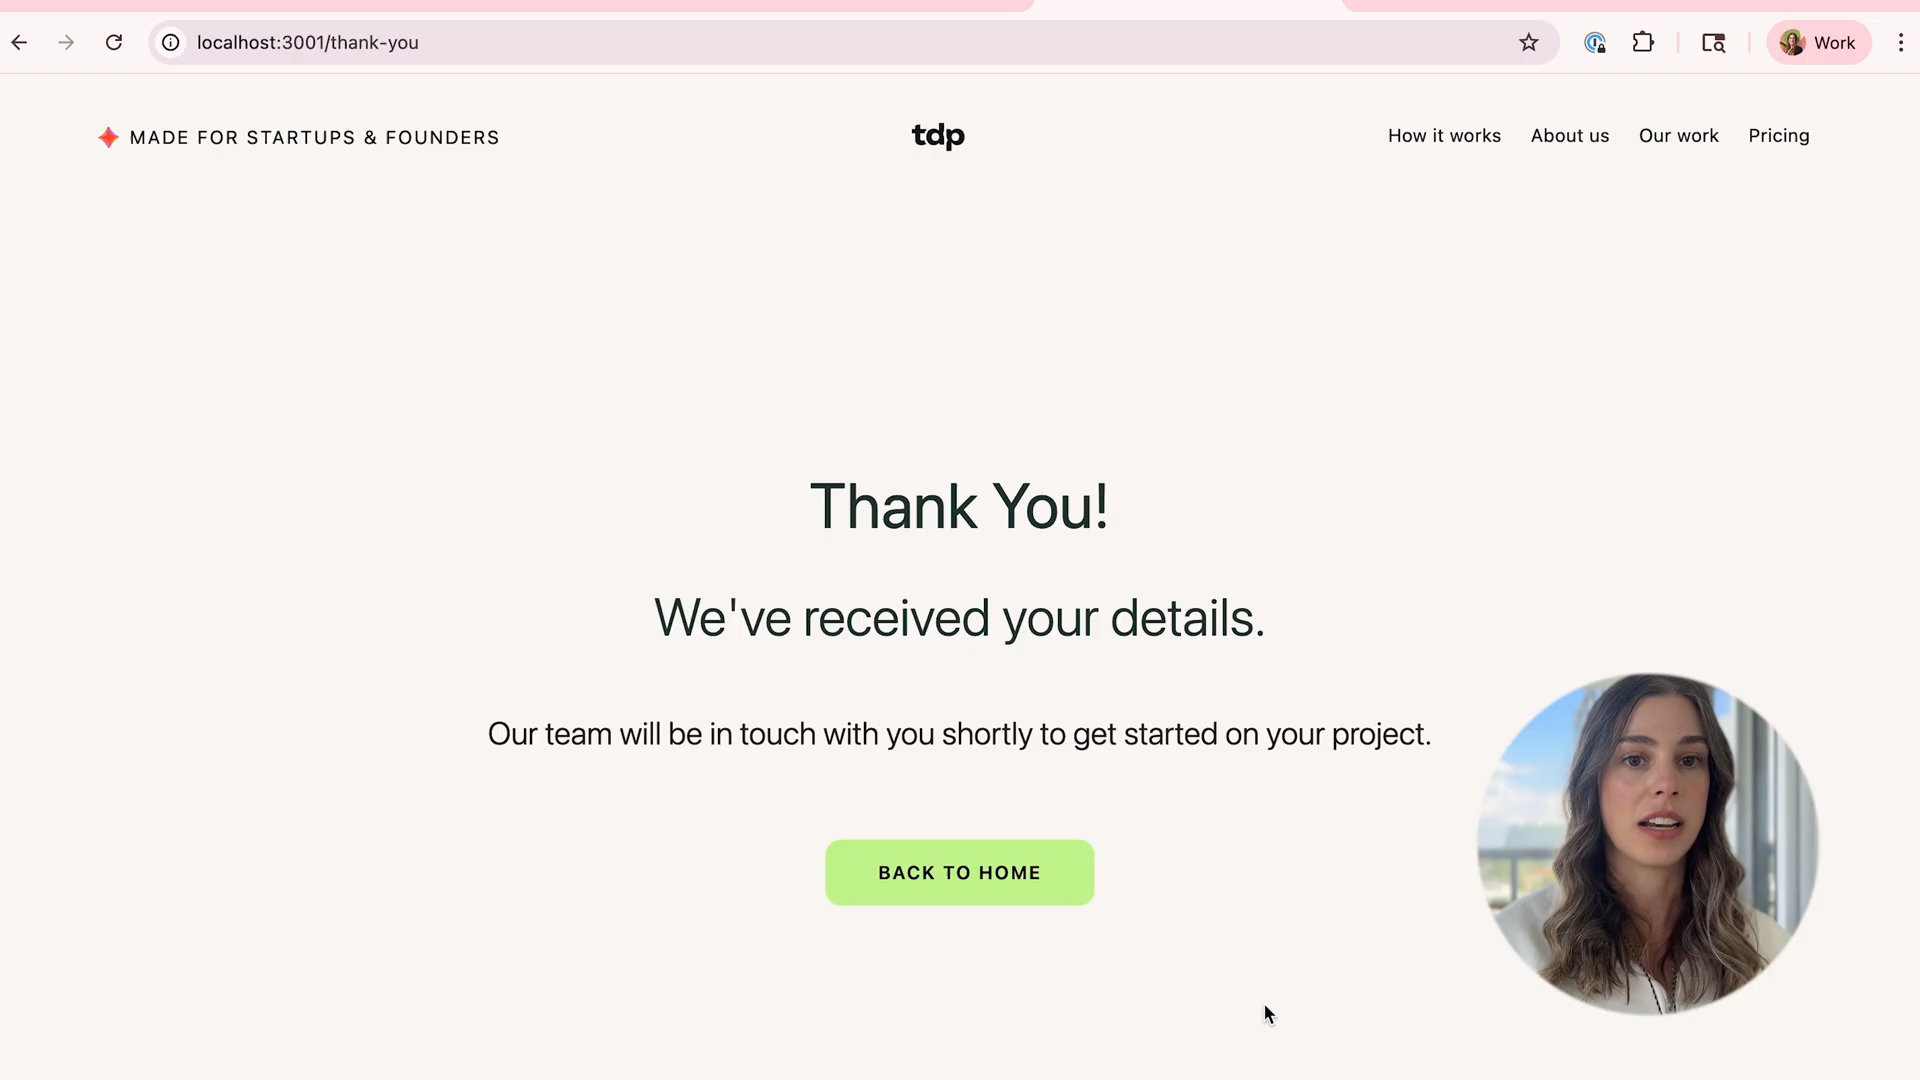 localhost:3001/thank-you
Work
MADE FOR STARTUPS & FOUNDERS
tdp
How it works
About us
Our work
Pricing
Thank You!
We've received your details.
Our team will be in touch with you shortly to get started on your project.
BACK TO HOME